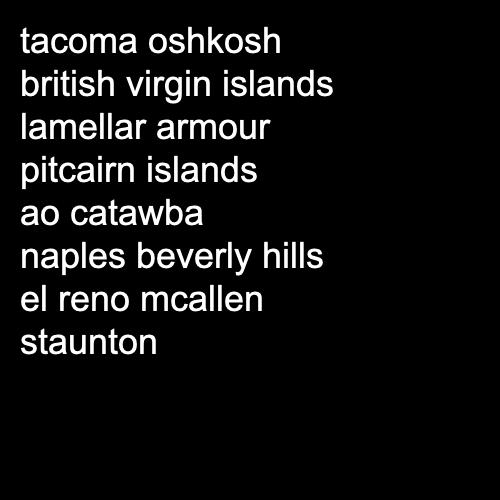 tacoma oshkosh
british virgin islands
lamellar armour
pitcairn islands
ao catawba
naples beverly hills
el reno mcallen
staunton